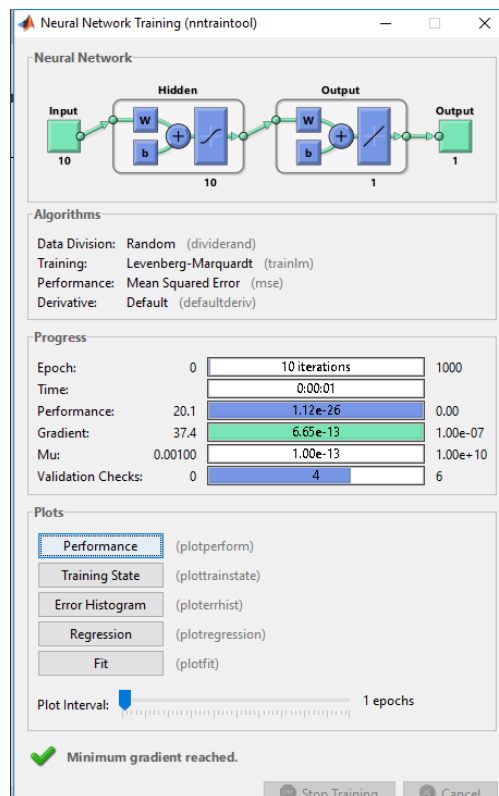 Neural Network Training (nntraintool)
Neural Network
Hidden Output
Input Output
W W
+ +
b b
10 1
10 1
Algorithms
Data Division: Random (dividerand)
Training: Levenberg-Marquardt (trainlm)
Performance: Mean Squared Error (mse)
Derivative: Default (defaultderiv)
Progress
Epoch: 0 10 iterations 1000
Time: 0:00:01
Performance: 20.1 1.12e-26 0.00
Gradient: 37.4 6.65e-13 1.00e-07
Mu: 0.00100 1.00e-13 1.00e+10
Validation Checks: 0 4 6
Plots
Performance (plotperform)
Training State (plottrainstate)
Error Histogram (ploterrhist)
Regression (plotregression)
Fit (plotfit)
Plot Interval: 1 epochs
Minimum gradient reached.
Stop Training Cancel